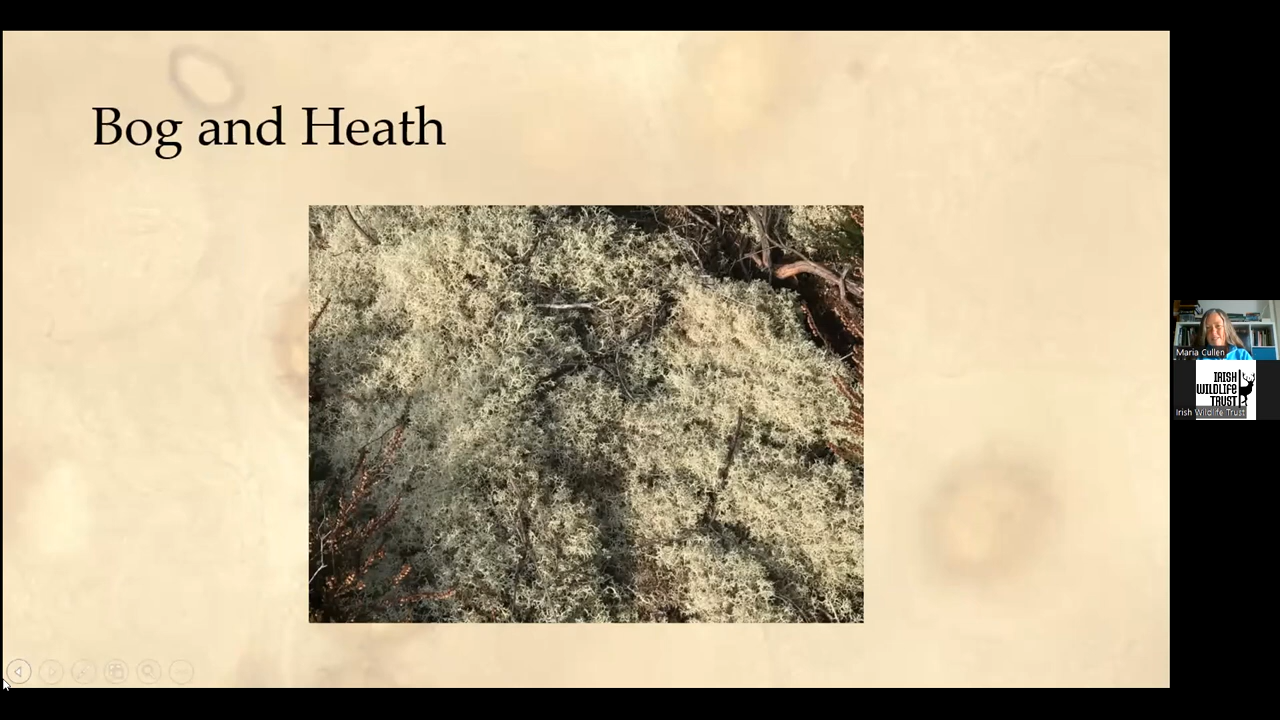 Bog and Heath
Maria Cullen
IRISH
WILDLIFE
TRUST
Irish Wildlife Trust